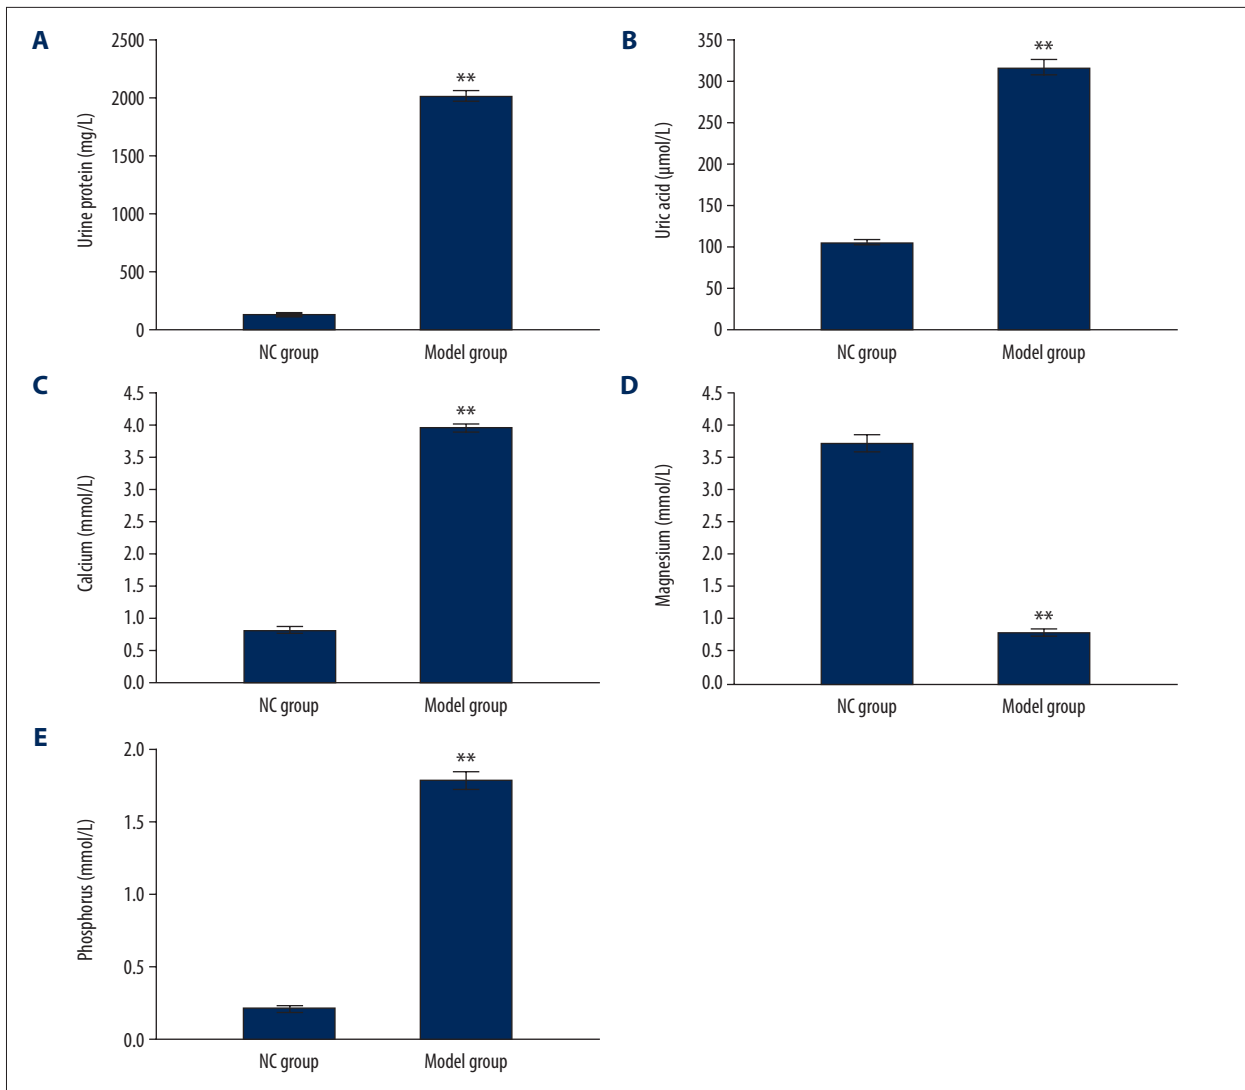 A
Urine protein (mg/L)
2500
2000
1500
1000
500
0
**
NC group
Model group
B
Uric acid (µmol/L)
350
300
250
200
150
100
50
0
**
NC group
Model group
C
Calcium (mmol/L)
4.5
4.0
3.5
3.0
2.5
2.0
1.5
1.0
0.5
0.0
**
NC group
Model group
D
Magnesium (mmol/L)
4.5
4.0
3.5
3.0
2.5
2.0
1.5
1.0
0.5
0.0
**
NC group
Model group
E
Phosphorus (mmol/L)
2.0
1.5
1.0
0.5
0.0
**
NC group
Model group